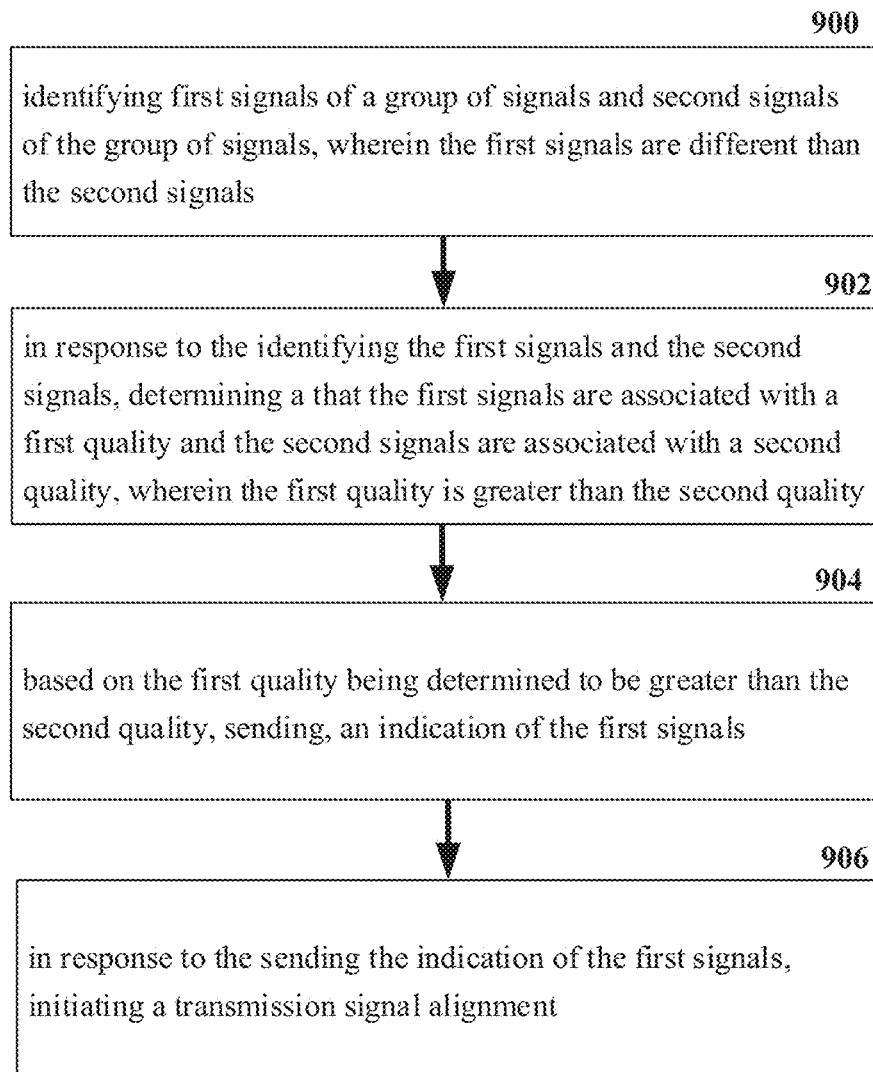 900
identifying first signals of a group of signals and second signals
of the group of signals, wherein the first signals are different than
the second signals
902
in response to the identifying the first signals and the second
signals, determining a that the first signals are associated with a
first quality and the second signals are associated with a second
quality, wherein the first quality is greater than the second quality
904
based on the first quality being determined to be greater than the
second quality, sending, an indication of the first signals
906
in response to the sending the indication of the first signals,
initiating a transmission signal alignment